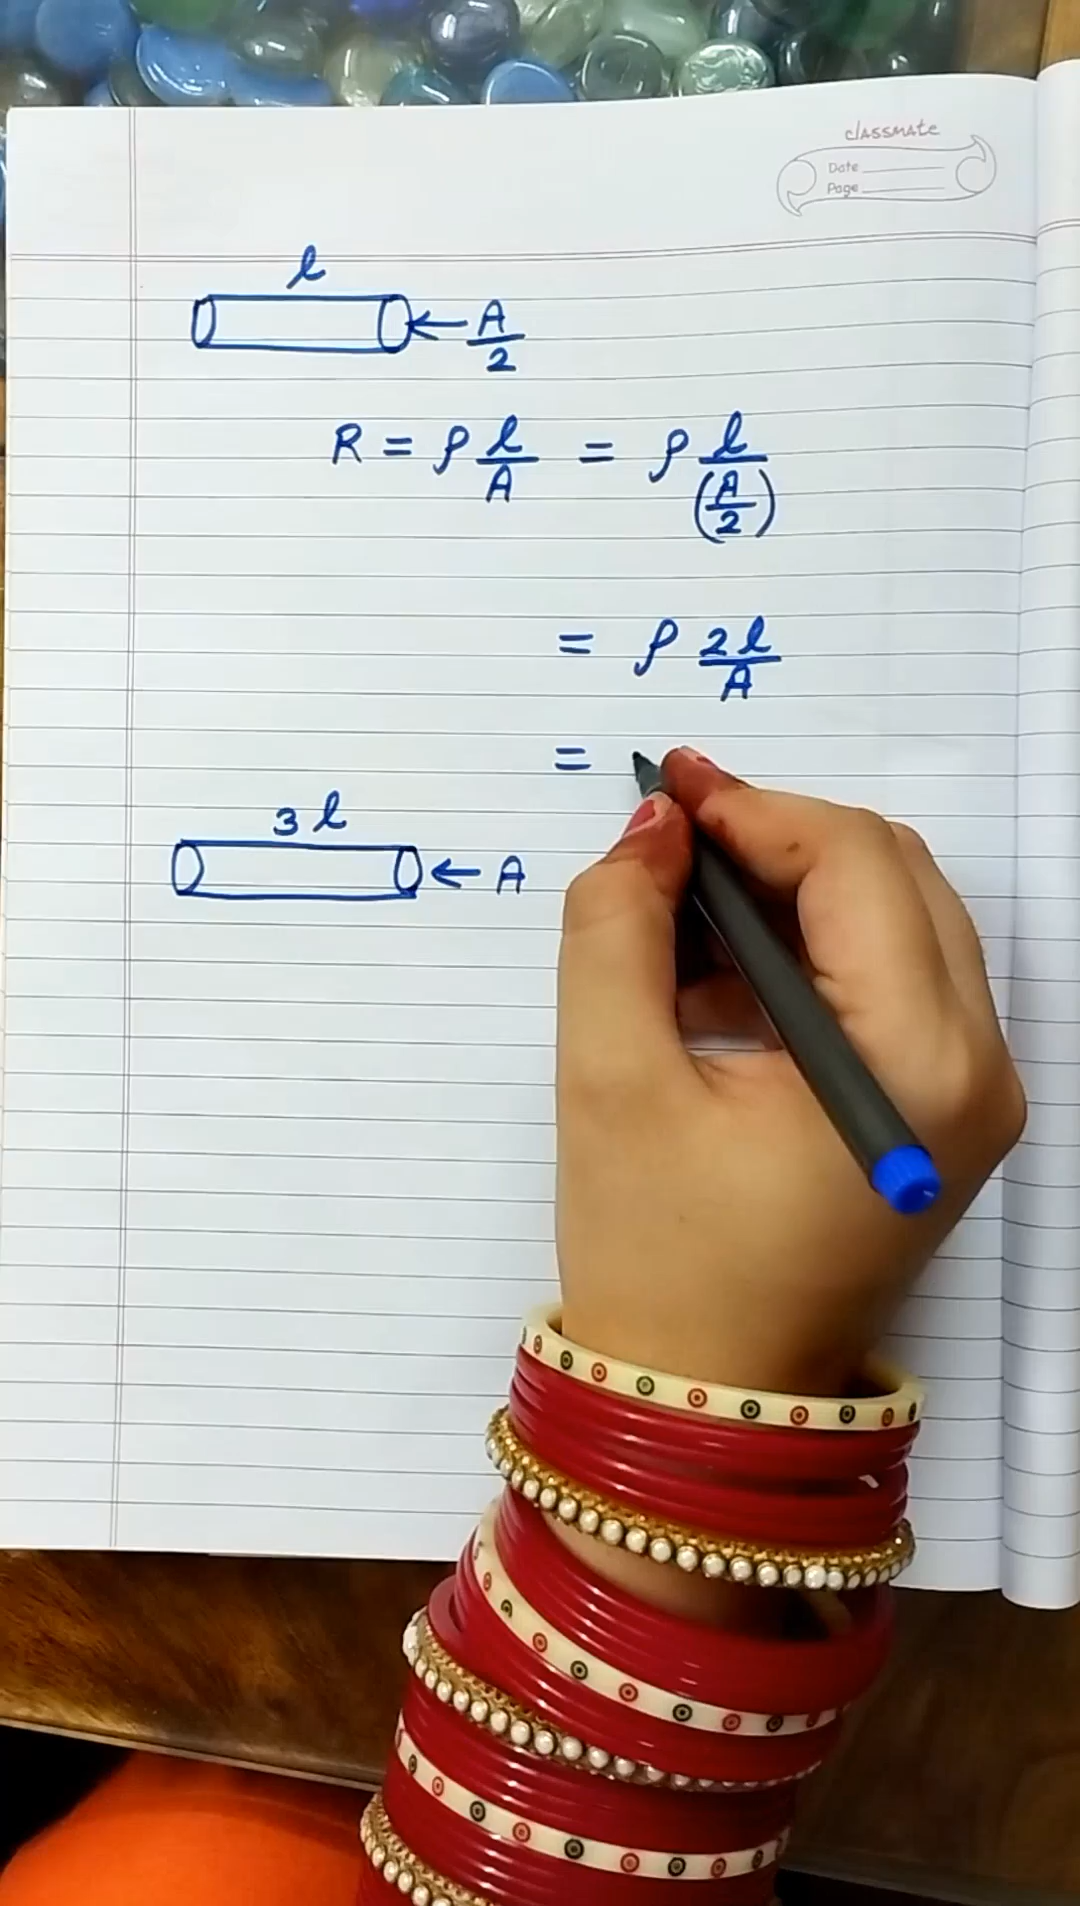 classmate
Date
Page
l
A/2
R = ρ l/A = ρ l/(A/2)
= ρ 2l/A
=
3l
A